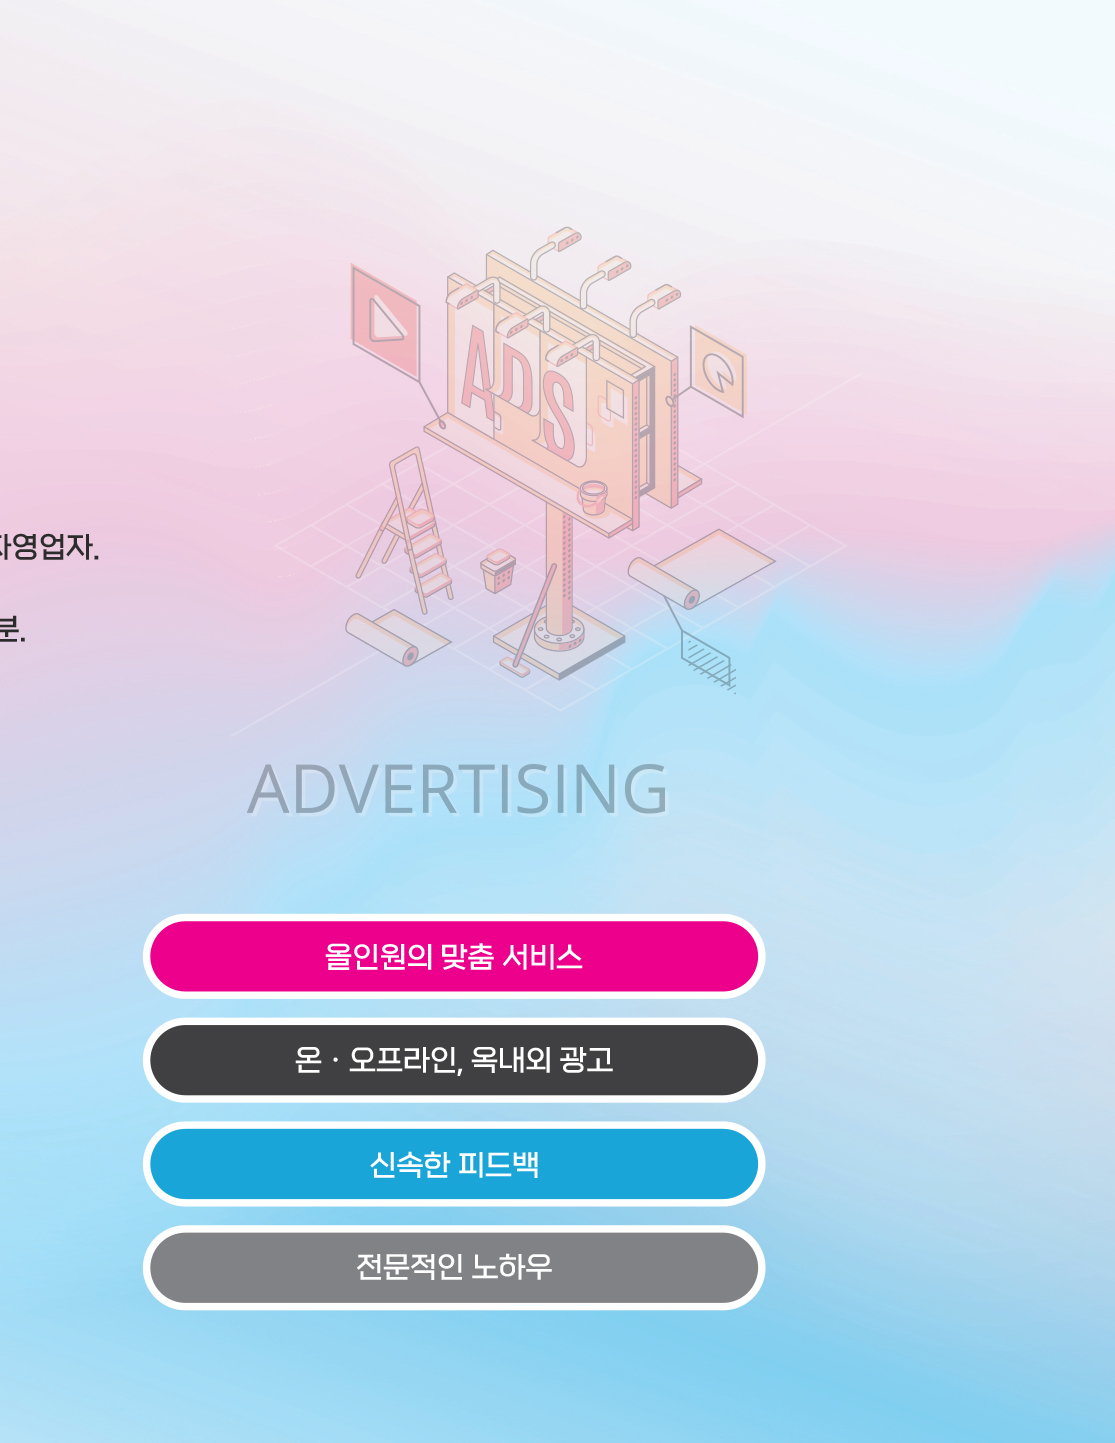 ADS
자영업자.
분.
ADVERTISING
올인원의 맞춤 서비스
온 · 오프라인, 옥내외 광고
신속한 피드백
전문적인 노하우